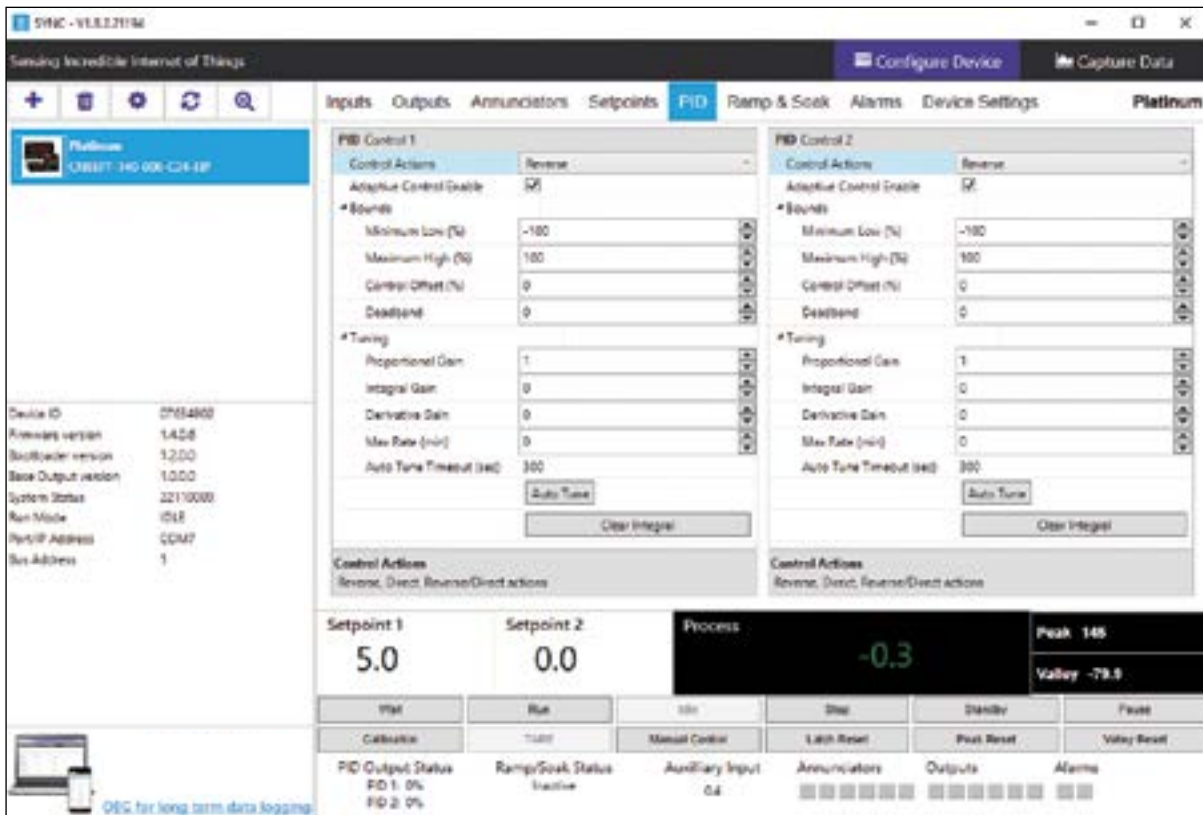 SYNC -
Sensing Incredible Internet of Things
Configure Device
Capture Data
Inputs Outputs Annunciators Setpoints PID Ramp & Soak Alarms Device Settings Platinum
Platinum
PID Control 1
Control Actions Reverse
Adaptive Control Enable
Bounds
Minimum Low (%) -100
Maximum High (%) 100
Control Offset (%) 0
Deadband 0
Tuning
Proportional Gain 1
Integral Gain 0
Derivative Gain 0
Max Rate (/min) 0
Auto Tune Timeout (sec) 300
Auto Tune
Clear Integral
Control Actions
Reverse, Direct, Reverse/Direct actions
PID Control 2
Control Actions Reverse
Adaptive Control Enable
Bounds
Minimum Low (%) -100
Maximum High (%) 100
Control Offset (%) 0
Deadband 0
Tuning
Proportional Gain 1
Integral Gain 0
Derivative Gain 0
Max Rate (/min) 0
Auto Tune Timeout (sec) 300
Auto Tune
Clear Integral
Control Actions
Reverse, Direct, Reverse/Direct actions
Device ID
Firmware version
Bootloader version 1.2.0.0
Base Output version 1.0.0.0
System Status
Run Mode IDLE
Port/IP Address COM7
Bus Address 1
Setpoint 1
5.0
Setpoint 2
0.0
Process
-0.3
Peak
Valley -79.9
Wait Run Idle Stop Standby Pause
Calibration TARE Manual Control Latch Reset Peak Reset Valley Reset
PID Output Status
PID 1: 0%
PID 2: 0%
Ramp/Soak Status
Inactive
Auxilliary Input
0.4
Annunciators
Outputs
Alarms
OEG for long term data logging